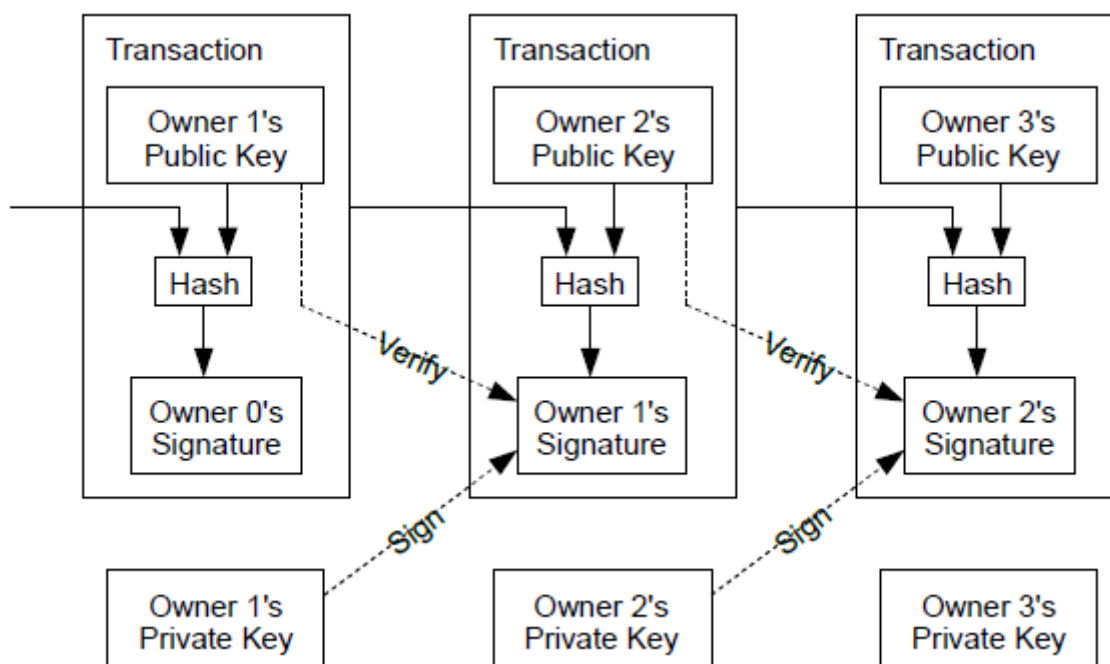 Transaction
Transaction
Transaction
Owner 1's
Public Key
Owner 2's
Public Key
Owner 3's
Public Key
Hash
Hash
Hash
Verify
Verify
Owner 0's
Signature
Owner 1's
Signature
Owner 2's
Signature
Sign
Sign
Owner 1's
Private Key
Owner 2's
Private Key
Owner 3's
Private Key